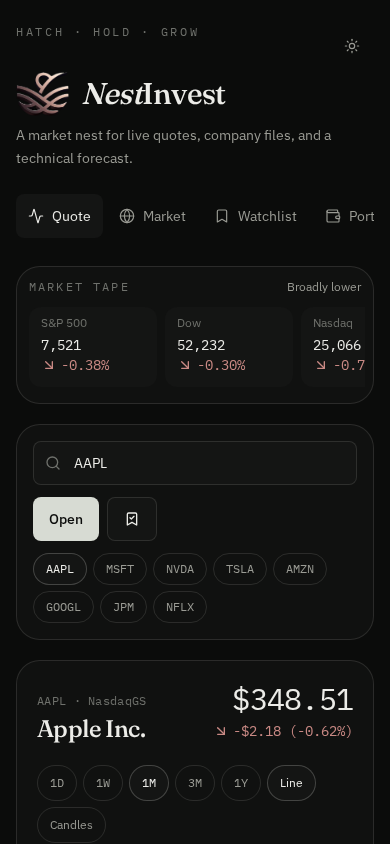 HATCH · HOLD · GROW
NestInvest
A market nest for live quotes, company files, and a
technical forecast.
Quote Market Watchlist Port
MARKET TAPE Broadly lower
S&P 500 Dow Nasdaq
7,521 52,232 25,066
-0.38% -0.30% -0.7
AAPL
Open
AAPL MSFT NVDA TSLA AMZN
GOOGL JPM NFLX
AAPL · NasdaqGS $348.51
Apple Inc. -$2.18 (-0.62%)
1D 1W 1M 3M 1Y Line
Candles